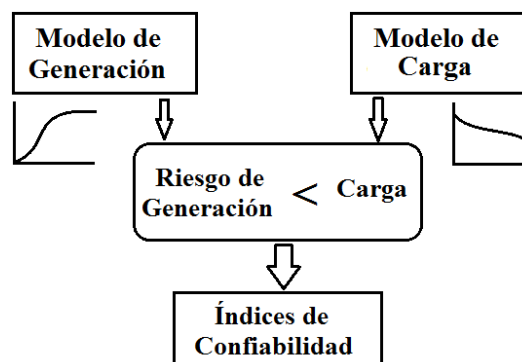 Modelo de
Generación
Modelo de
Carga
Riesgo de
Generación < Carga
Índices de
Confiabilidad